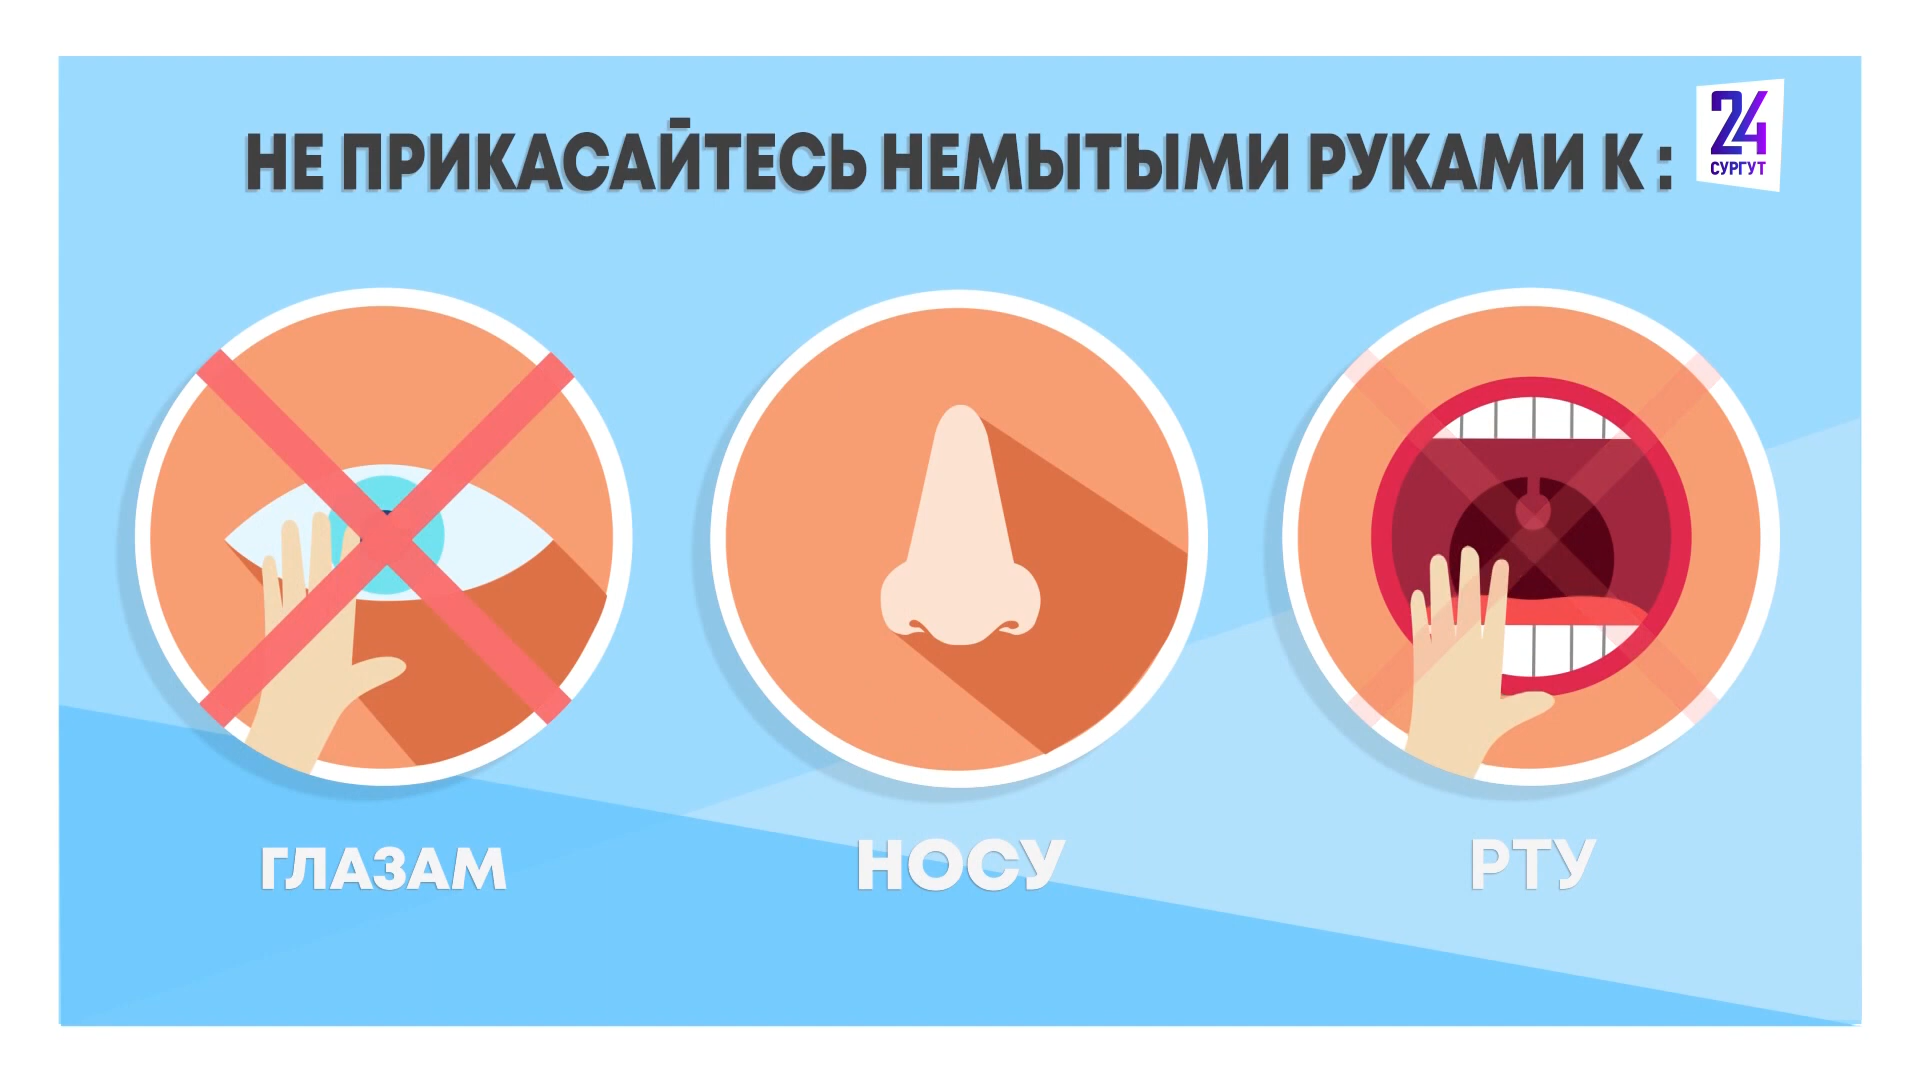 НЕ ПРИКАСАЙТЕСЬ НЕМЫТЫМИ РУКАМИ К :
24
СУРГУТ
ГЛАЗАМ
НОСУ
РТУ